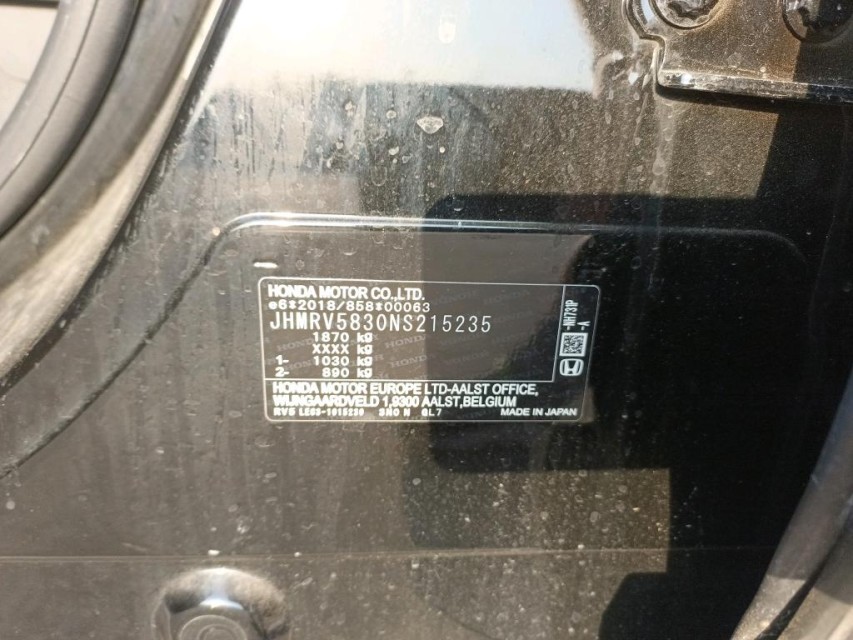 HONDA MOTOR CO.,LTD.
e6*2018/858*00063
JHMRV5830NS215235
1870 kg
XXXX kg
1- 1030 kg
2- 890 kg
HONDA MOTOR EUROPE LTD-AALST OFFICE,
WIJNGAARDVELD 1,9300 AALST,BELGIUM
MADE IN JAPAN
-NH731P
-A